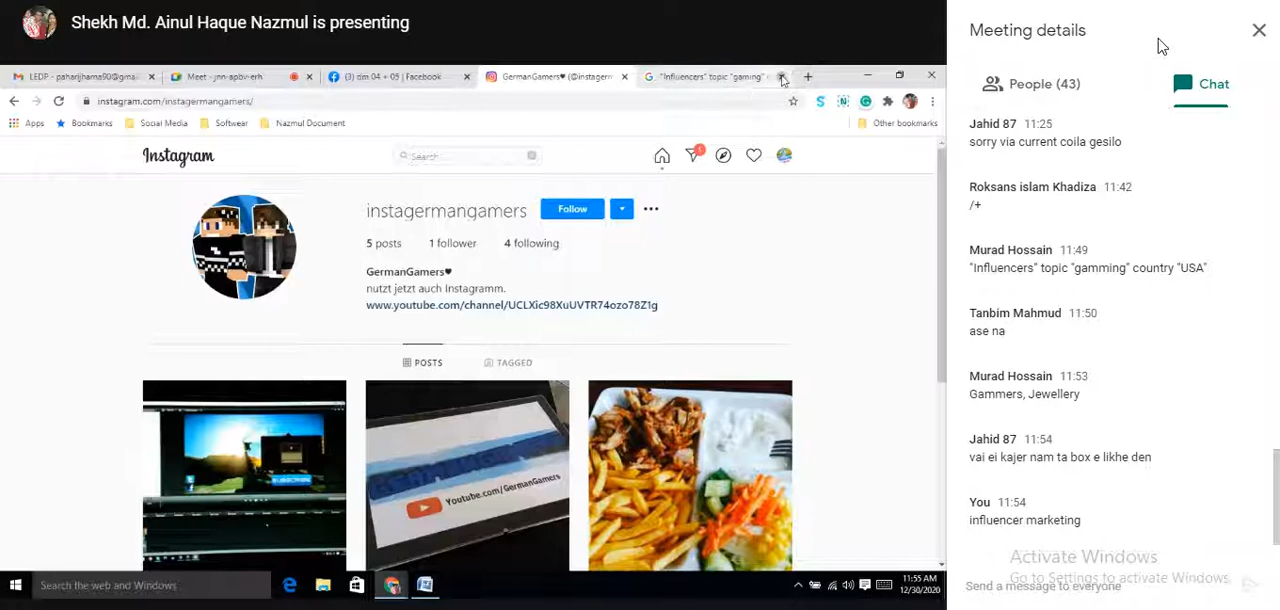 Shekh Md. Ainul Haque Nazmul is presenting
LEDP - paharijharna90@gmai
Meet - jnn-apbv-erh
(3) dim 04 + 05 | Facebook
GermanGamers♥ (@instagerm
"Influencers" topic "gaming"
instagram.com/instagermangamers/
Apps
Bookmarks
Social Media
Softwear
Nazmul Document
Other bookmarks
Instagram
Search
1
instagermangamers
Follow
5 posts
1 follower
4 following
GermanGamers♥
nutzt jetzt auch Instagramm.
www.youtube.com/channel/UCLXic98XuUVTR74ozo78Z1g
POSTS
TAGGED
SUBSCRIBE
Youtube.com/GermanGamers
Search the web and Windows
11:55 AM
12/30/2020
Meeting details
People (43)
Chat
Jahid 87 11:25
sorry via current coila gesilo
Roksans islam Khadiza 11:42
/+
Murad Hossain 11:49
"Influencers" topic "gamming" country "USA"
Tanbim Mahmud 11:50
ase na
Murad Hossain 11:53
Gammers, Jewellery
Jahid 87 11:54
vai ei kajer nam ta box e likhe den
You 11:54
influencer marketing
Activate Windows
Go to Settings to activate Windows.
Send a message to everyone